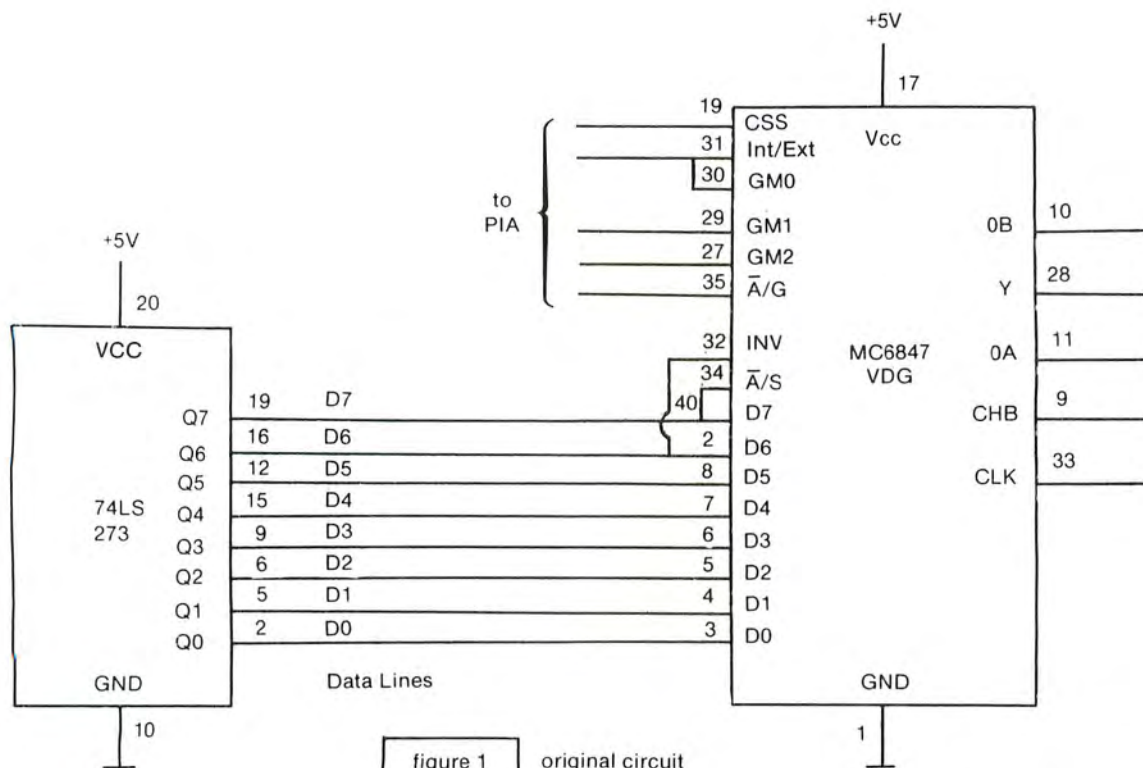 +5V
17
19
CSS
Vcc
31
Int/Ext
30
GM0
to
PIA
29
GM1
0B
10
27
GM2
35
Ā/G
Y
28
+5V
20
VCC
32
INV
34
Ā/S
MC6847
VDG
0A
11
40
D7
CHB
9
Q7
19
D7
2
D6
Q6
16
D6
8
D5
CLK
33
Q5
12
D5
7
D4
74LS
273
Q4
15
D4
6
D3
Q3
9
D3
5
D2
Q2
6
D2
4
D1
Q1
5
D1
3
D0
Q0
2
D0
GND
Data Lines
GND
10
1
figure 1
original circuit